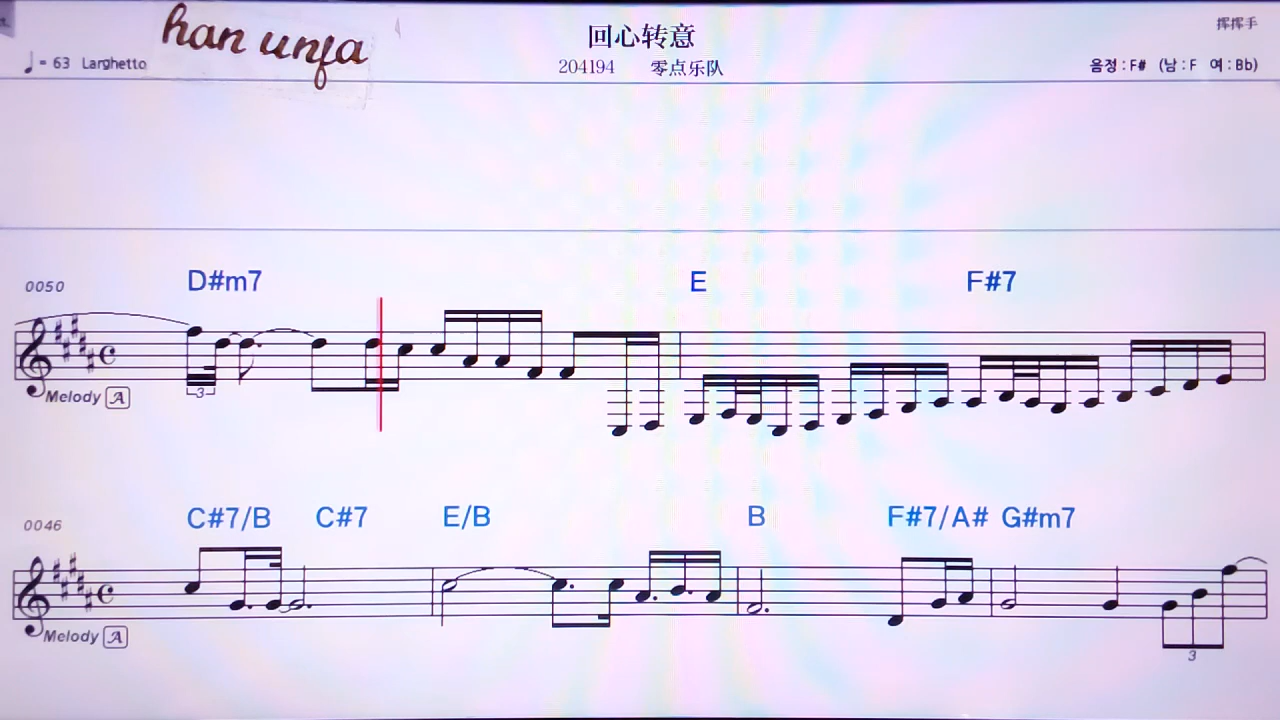 han unfa
回心转意
挥挥手
♩= 63 Larghetto
204194 零点乐队
음정 : F# (남 : F 여 : Bb)
0050
D#m7 E F#7
3
Melody A
0046
C#7/B C#7 E/B B F#7/A# G#m7
Melody A
3